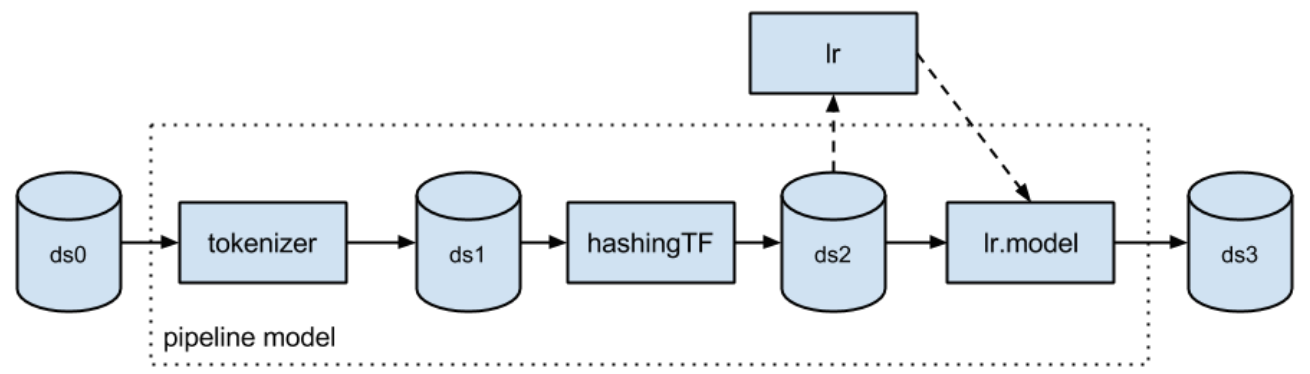 lr
ds0
tokenizer
ds1
hashingTF
ds2
lr.model
ds3
pipeline model